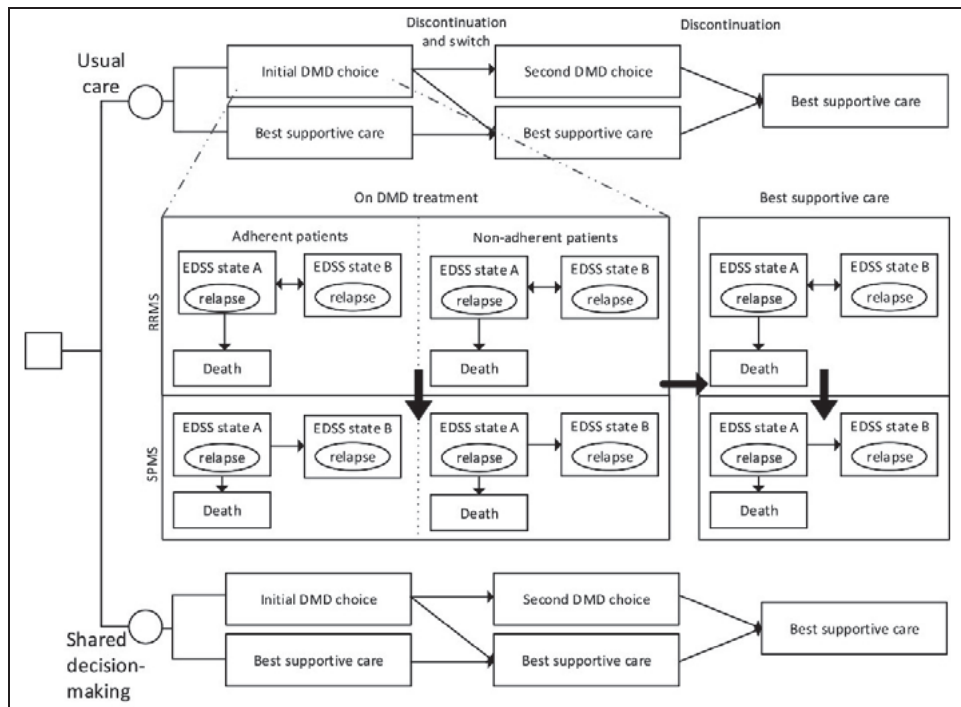 Discontinuation
and switch
Discontinuation
Usual
care
Initial DMD choice
Second DMD choice
Best supportive care
Best supportive care
Best supportive care
On DMD treatment
Best supportive care
Adherent patients
Non-adherent patients
RRMS
EDSS state A
EDSS state B
EDSS state A
EDSS state B
EDSS state A
EDSS state B
relapse
relapse
relapse
relapse
relapse
relapse
Death
Death
Death
SPMS
EDSS state A
EDSS state B
EDSS state A
EDSS state B
EDSS state A
EDSS state B
relapse
relapse
relapse
relapse
relapse
relapse
Death
Death
Death
Initial DMD choice
Second DMD choice
Best supportive care
Shared
decision-
making
Best supportive care
Best supportive care